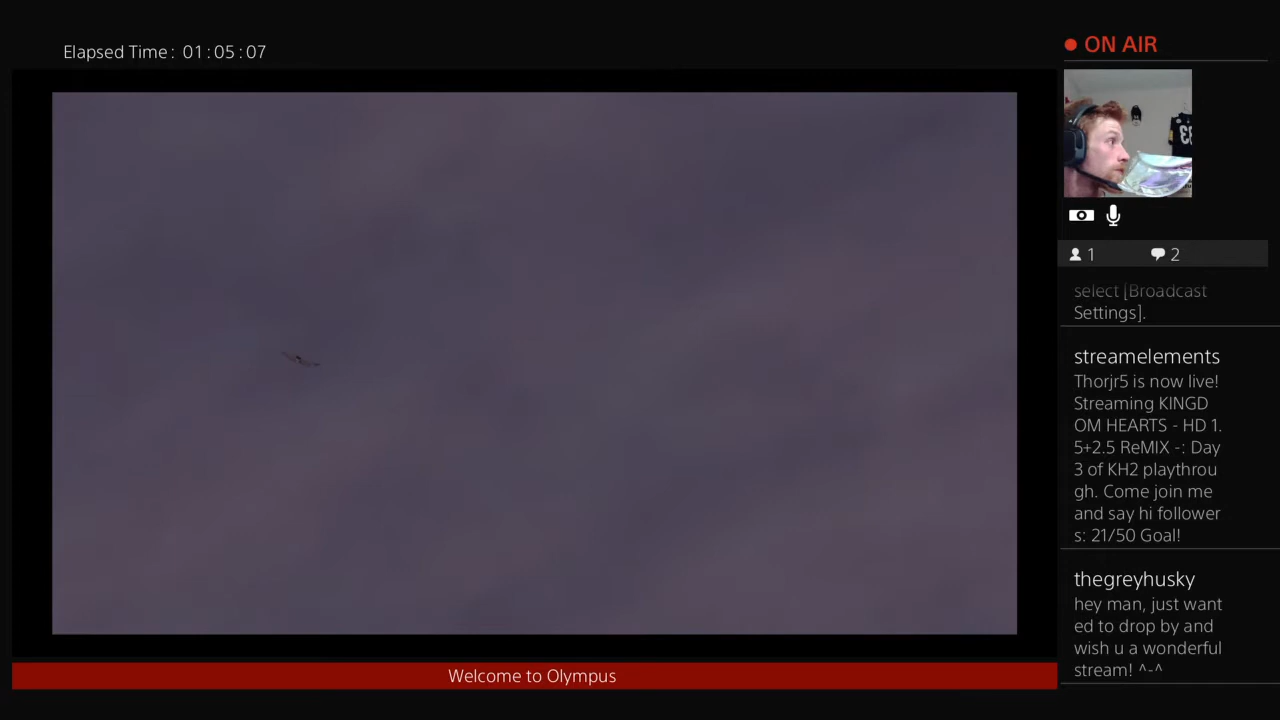 Elapsed Time: 01:05:07
ON AIR
1
2
select [Broadcast
Settings].
streamelements
Thorjr5 is now live!
Streaming KINGD
OM HEARTS - HD 1.
5+2.5 ReMIX -: Day
3 of KH2 playthrou
gh. Come join me
and say hi follower
s: 21/50 Goal!
thegreyhusky
hey man, just want
ed to drop by and
wish u a wonderful
stream! ^-^
Welcome to Olympus